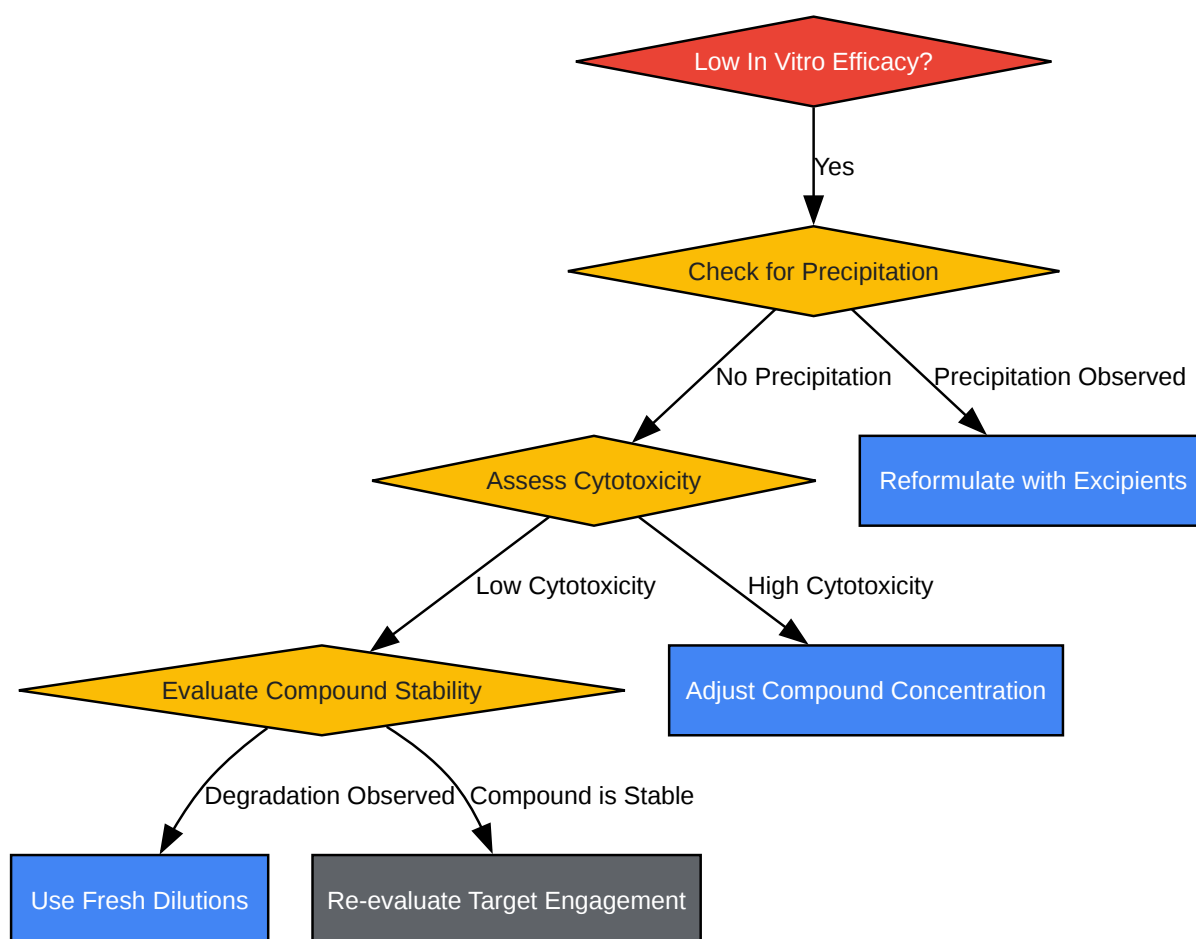 Low In Vitro Efficacy?
Yes
Check for Precipitation
No Precipitation
Precipitation Observed
Assess Cytotoxicity
Reformulate with Excipients
Low Cytotoxicity
High Cytotoxicity
Evaluate Compound Stability
Adjust Compound Concentration
Degradation Observed
Compound is Stable
Use Fresh Dilutions
Re-evaluate Target Engagement